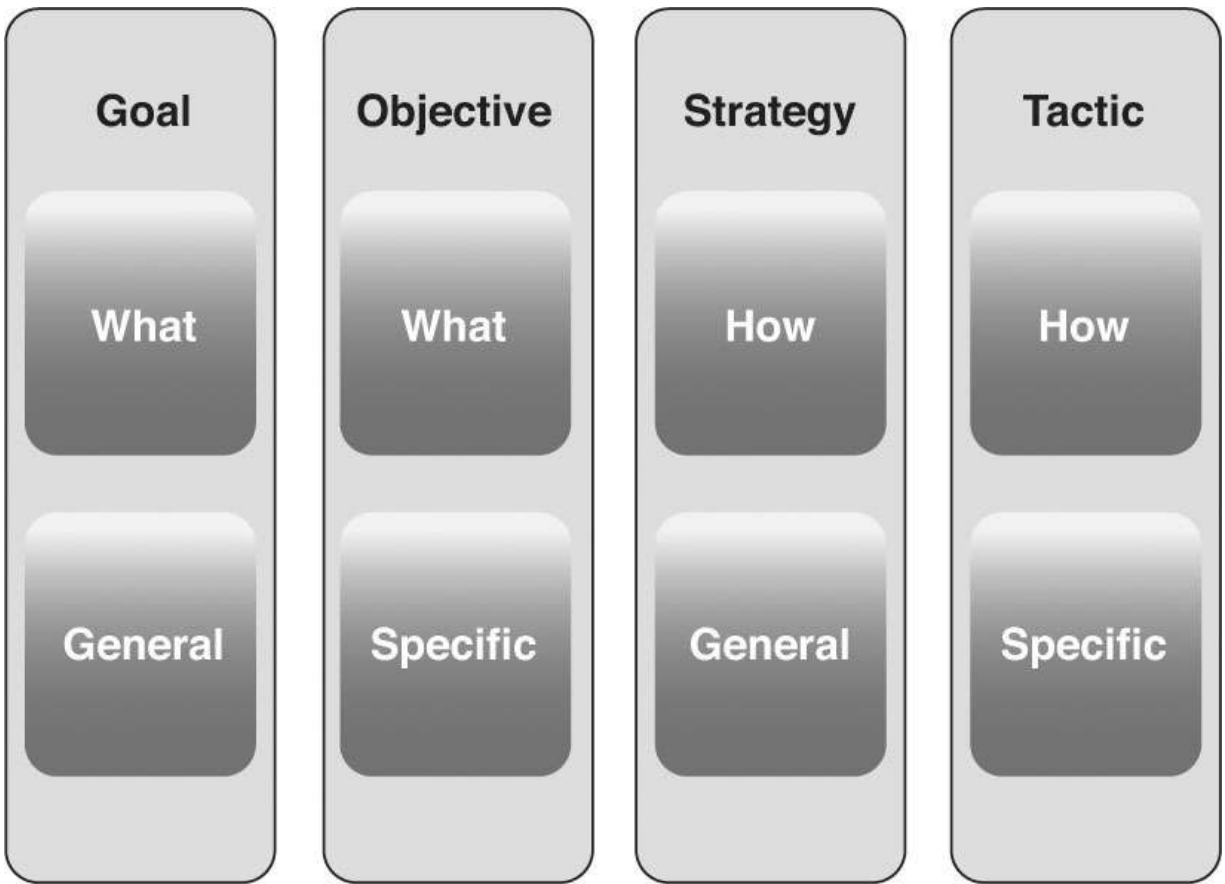 Goal
What
General
Objective
What
Specific
Strategy
How
General
Tactic
How
Specific